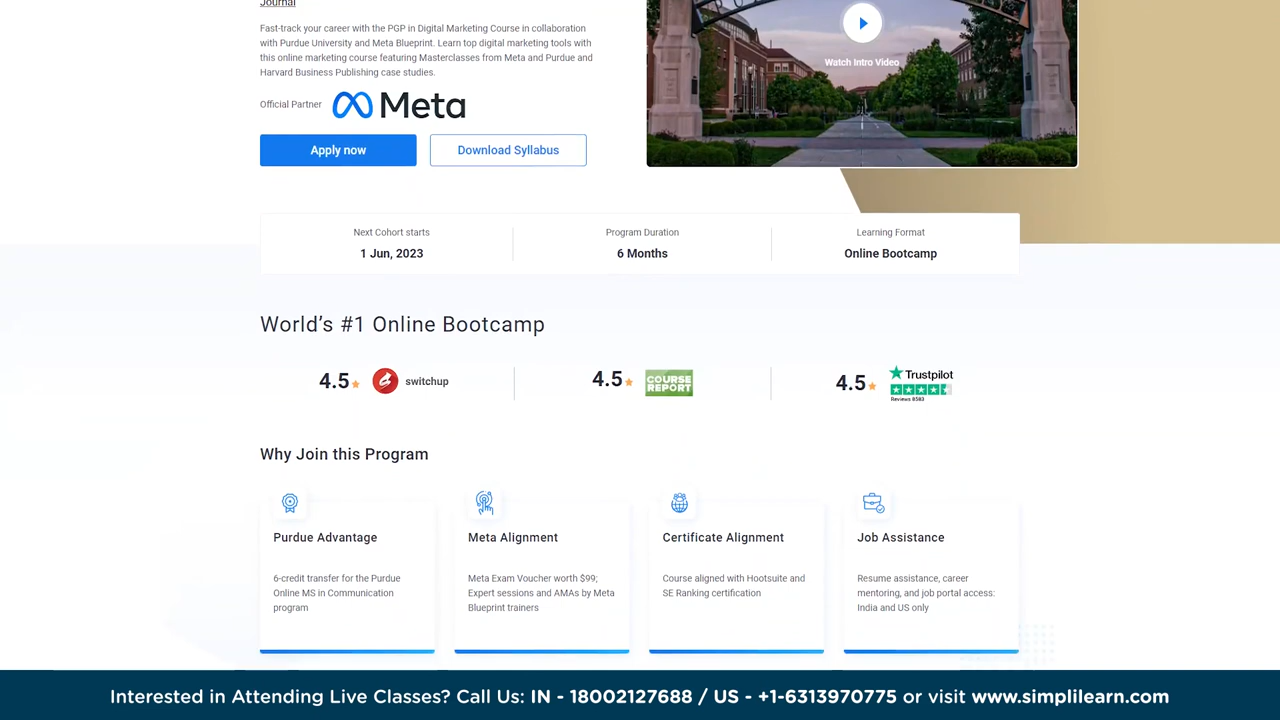 Journal
Fast-track your career with the PGP in Digital Marketing Course in collaboration
with Purdue University and Meta Blueprint. Learn top digital marketing tools with
this online marketing course featuring Masterclasses from Meta and Purdue and
Harvard Business Publishing case studies.
Official Partner Meta
Apply now Download Syllabus
Watch Intro Video
Next Cohort starts Program Duration Learning Format
1 Jun, 2023 6 Months Online Bootcamp
World’s #1 Online Bootcamp
4.5 switchup
4.5 COURSE REPORT
4.5 Trustpilot
Reviews 8583
Why Join this Program
Purdue Advantage
6-credit transfer for the Purdue
Online MS in Communication
program
Meta Alignment
Meta Exam Voucher worth $99;
Expert sessions and AMAs by Meta
Blueprint trainers
Certificate Alignment
Course aligned with Hootsuite and
SE Ranking certification
Job Assistance
Resume assistance, career
mentoring, and job portal access:
India and US only
Interested in Attending Live Classes? Call Us: IN - 18002127688 / US - +1-6313970775 or visit www.simplilearn.com